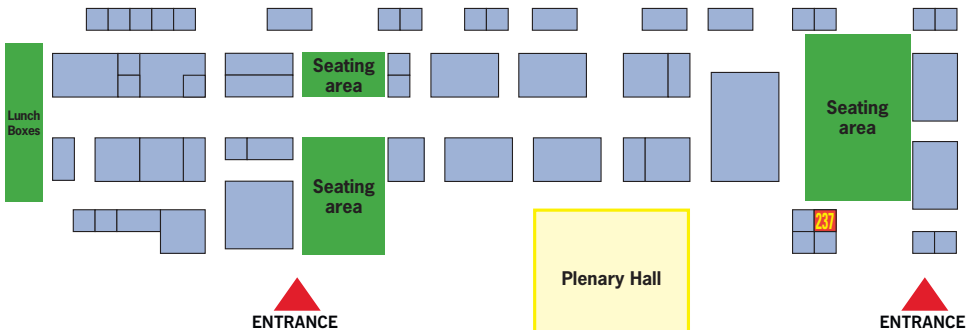 Seating
area
Lunch
Boxes
Seating
area
Seating
area
237
Plenary Hall
ENTRANCE
ENTRANCE